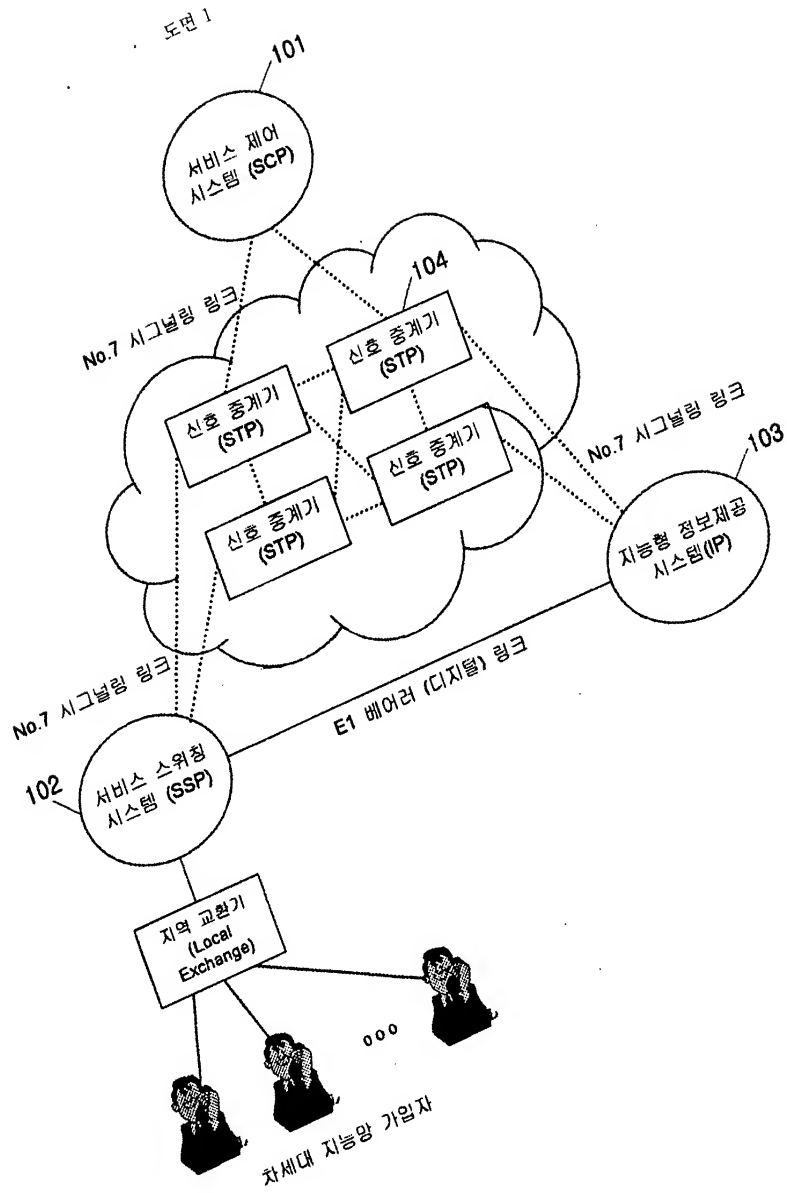 도면 1
101
서비스 제어
시스템 (SCP)
No.7 시그널링 링크
104
신호 중계기
(STP)
신호 중계기
(STP)
신호 중계기
(STP)
신호 중계기
(STP)
No.7 시그널링 링크
103
지능형 정보제공
시스템(IP)
No.7 시그널링 링크
E1 베어러 (디지털) 링크
102
서비스 스위칭
시스템 (SSP)
지역 교환기
(Local
Exchange)
차세대 지능망 가입자